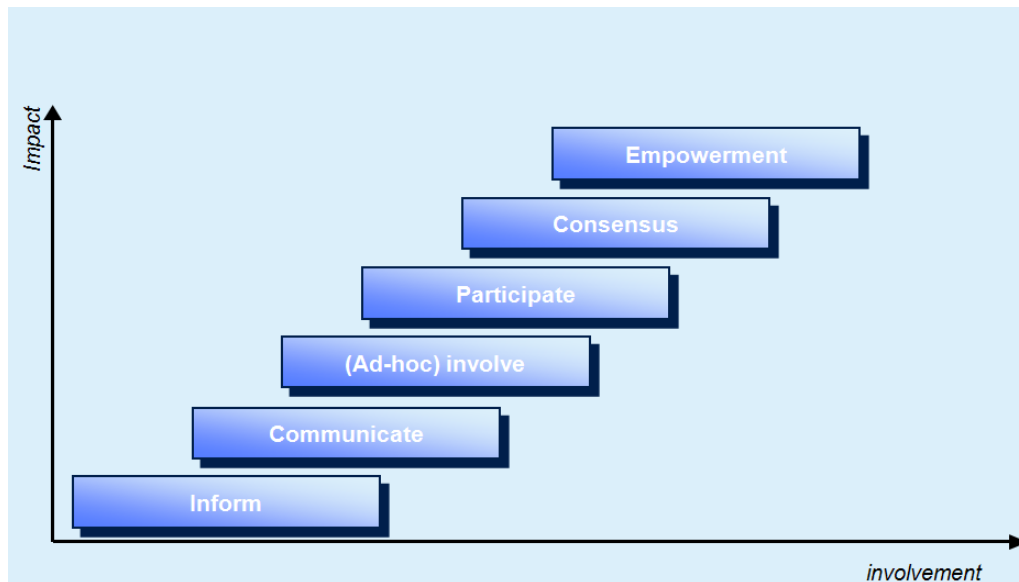 Impact
Empowerment
Consensus
Participate
(Ad-hoc) involve
Communicate
Inform
involvement